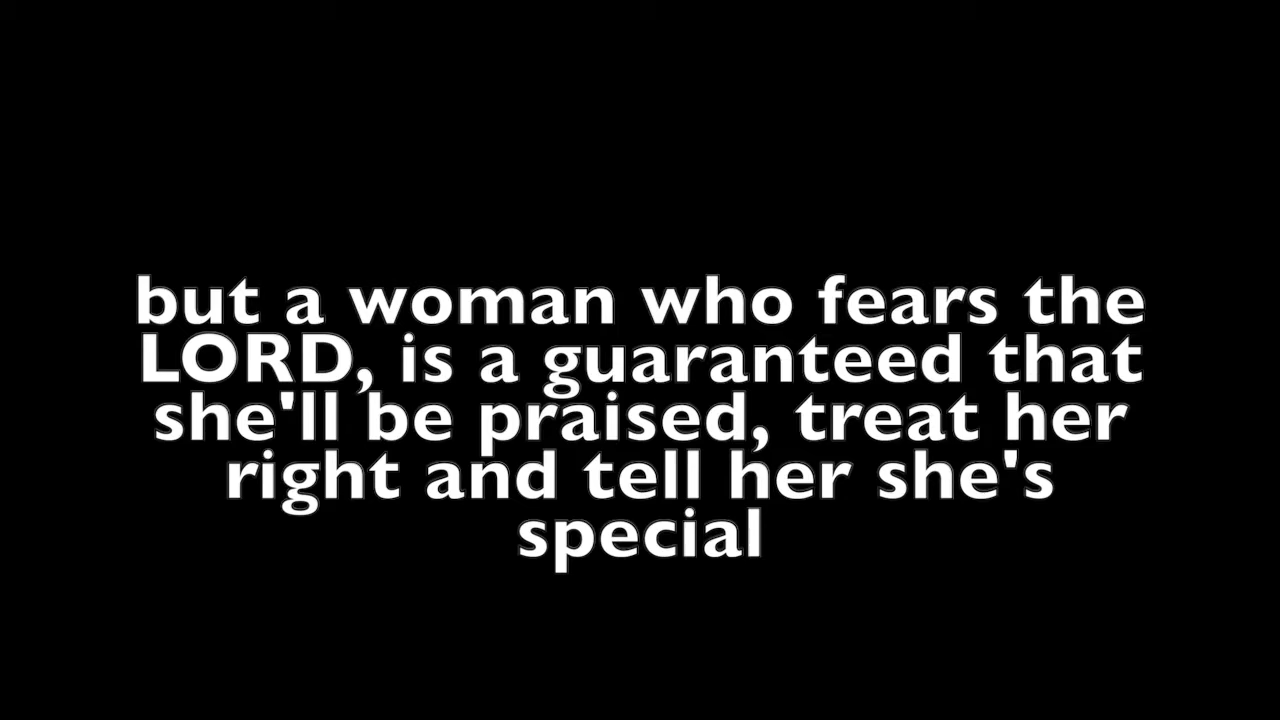 but a woman who fears the
LORD, is a guaranteed that
she'll be praised, treat her
right and tell her she's
special